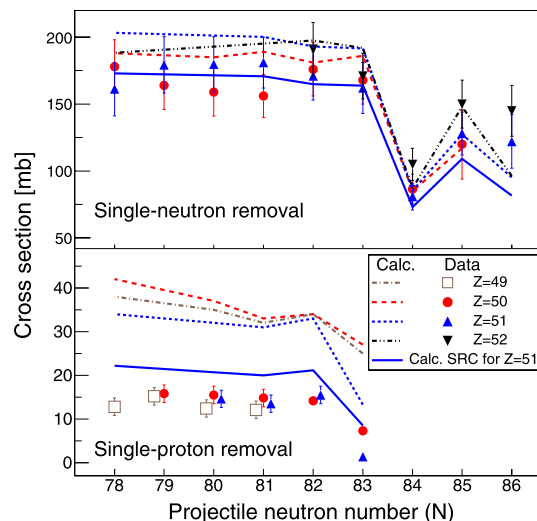 200
150
100
50
Single-neutron removal
Cross section [mb]
40
30
20
10
0
Calc. Data
Z=49
Z=50
Z=51
Z=52
Calc. SRC for Z=51
Single-proton removal
78 79 80 81 82 83 84 85 86
Projectile neutron number (N)